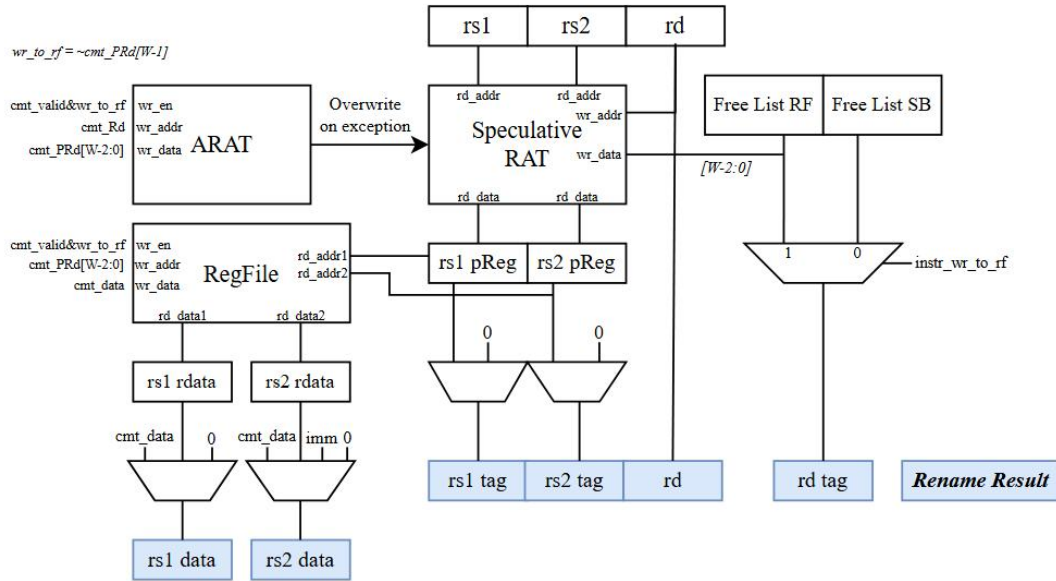 rs1 rs2 rd
wr_to_rf = ~cmt_PRd[W-1]
cmt_valid&wr_to_rf wr_en
cmt_Rd wr_addr
cmt_PRd[W-2:0] wr_data
ARAT
Overwrite
on exception
rd_addr rd_addr
wr_addr
Speculative
RAT
wr_data
rd_data rd_data
[W-2:0]
Free List RF Free List SB
cmt_valid&wr_to_rf wr_en
cmt_PRd[W-2:0] wr_addr
cmt_data wr_data
RegFile
rd_addr1
rd_addr2
rd_data1 rd_data2
rs1 pReg rs2 pReg
1 0
instr_wr_to_rf
0 0
rs1 rdata rs2 rdata
cmt_data 0 cmt_data imm 0
rs1 tag rs2 tag rd rd tag Rename Result
rs1 data rs2 data